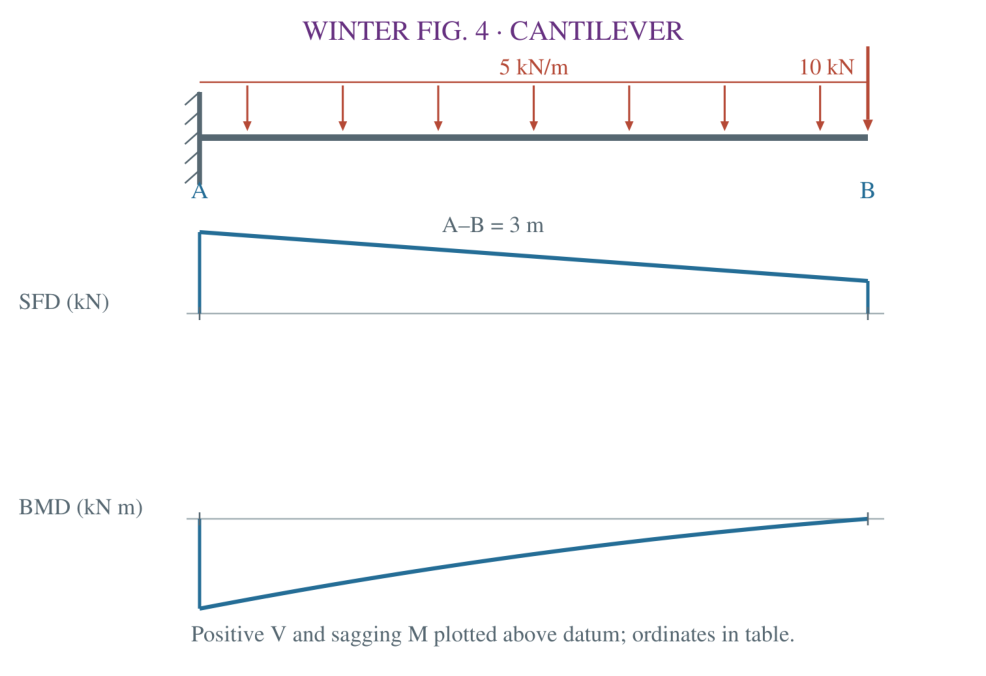 WINTER FIG. 4 · CANTILEVER
5 kN/m
10 kN
A
B
A–B = 3 m
SFD (kN)
BMD (kN m)
Positive V and sagging M plotted above datum; ordinates in table.